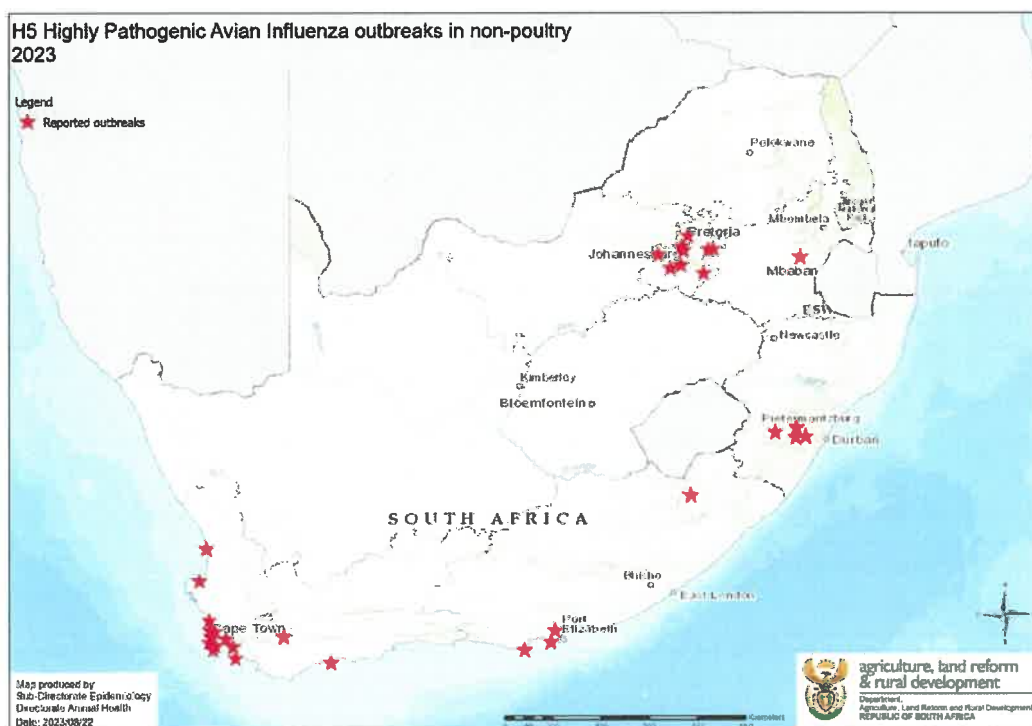 H5 Highly Pathogenic Avian Influenza outbreaks in non-poultry
2023
Legend
Reported outbreaks
Polokwane
Mbombela
Pretoria
Johannesburg
Mbaban
ESW
Newcastle
Kimberley
Bloemfontein
Pietermaritzburg
Durban
SOUTH AFRICA
Bhisho
East London
Port
Elizabeth
Cape Town
Map produced by
Sub-Directorate Epidemiology
Directorate Animal Health
Date: 2023/08/22
Kilometers
agriculture, land reform
& rural development
Department:
Agriculture, Land Reform and Rural Development
REPUBLIC OF SOUTH AFRICA